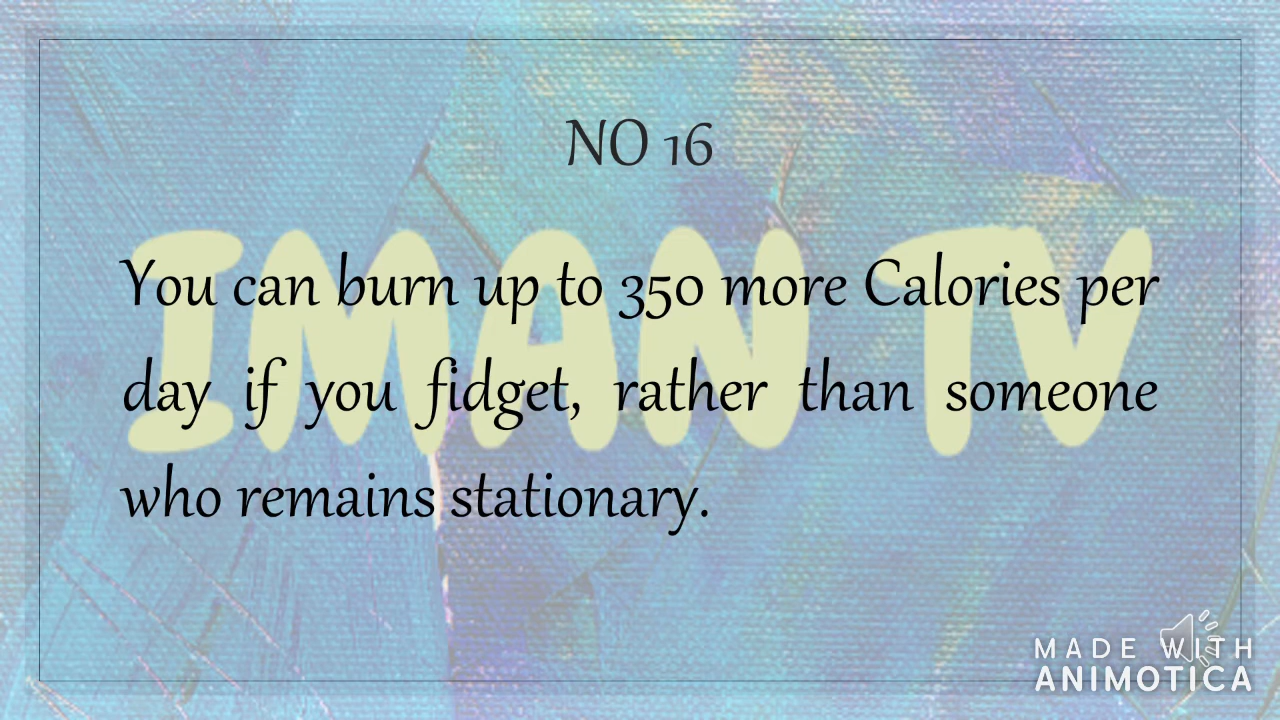 NO 16
IMAN TV
You can burn up to 350 more Calories per
day if you fidget, rather than someone
who remains stationary.
MADE WITH
ANIMOTICA